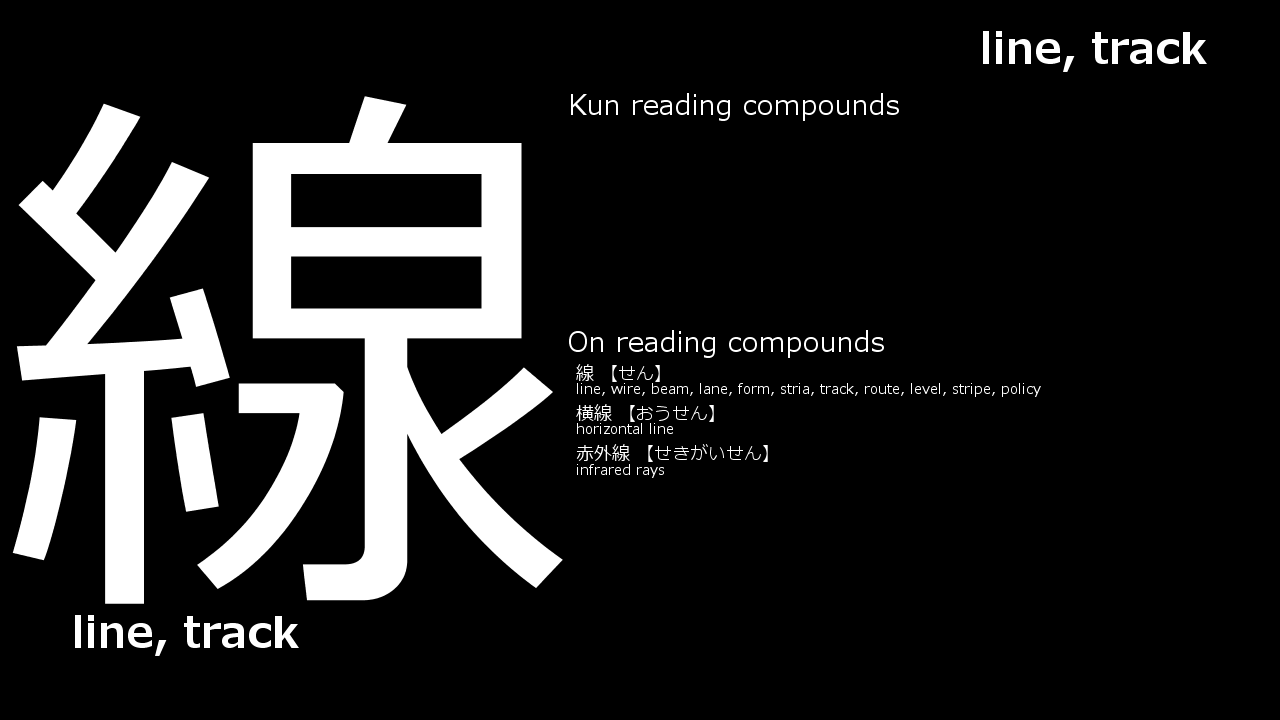 line, track
線
Kun reading compounds
On reading compounds
線 【せん】
line, wire, beam, lane, form, stria, track, route, level, stripe, policy
横線 【おうせん】
horizontal line
赤外線 【せきがいせん】
infrared rays
line, track